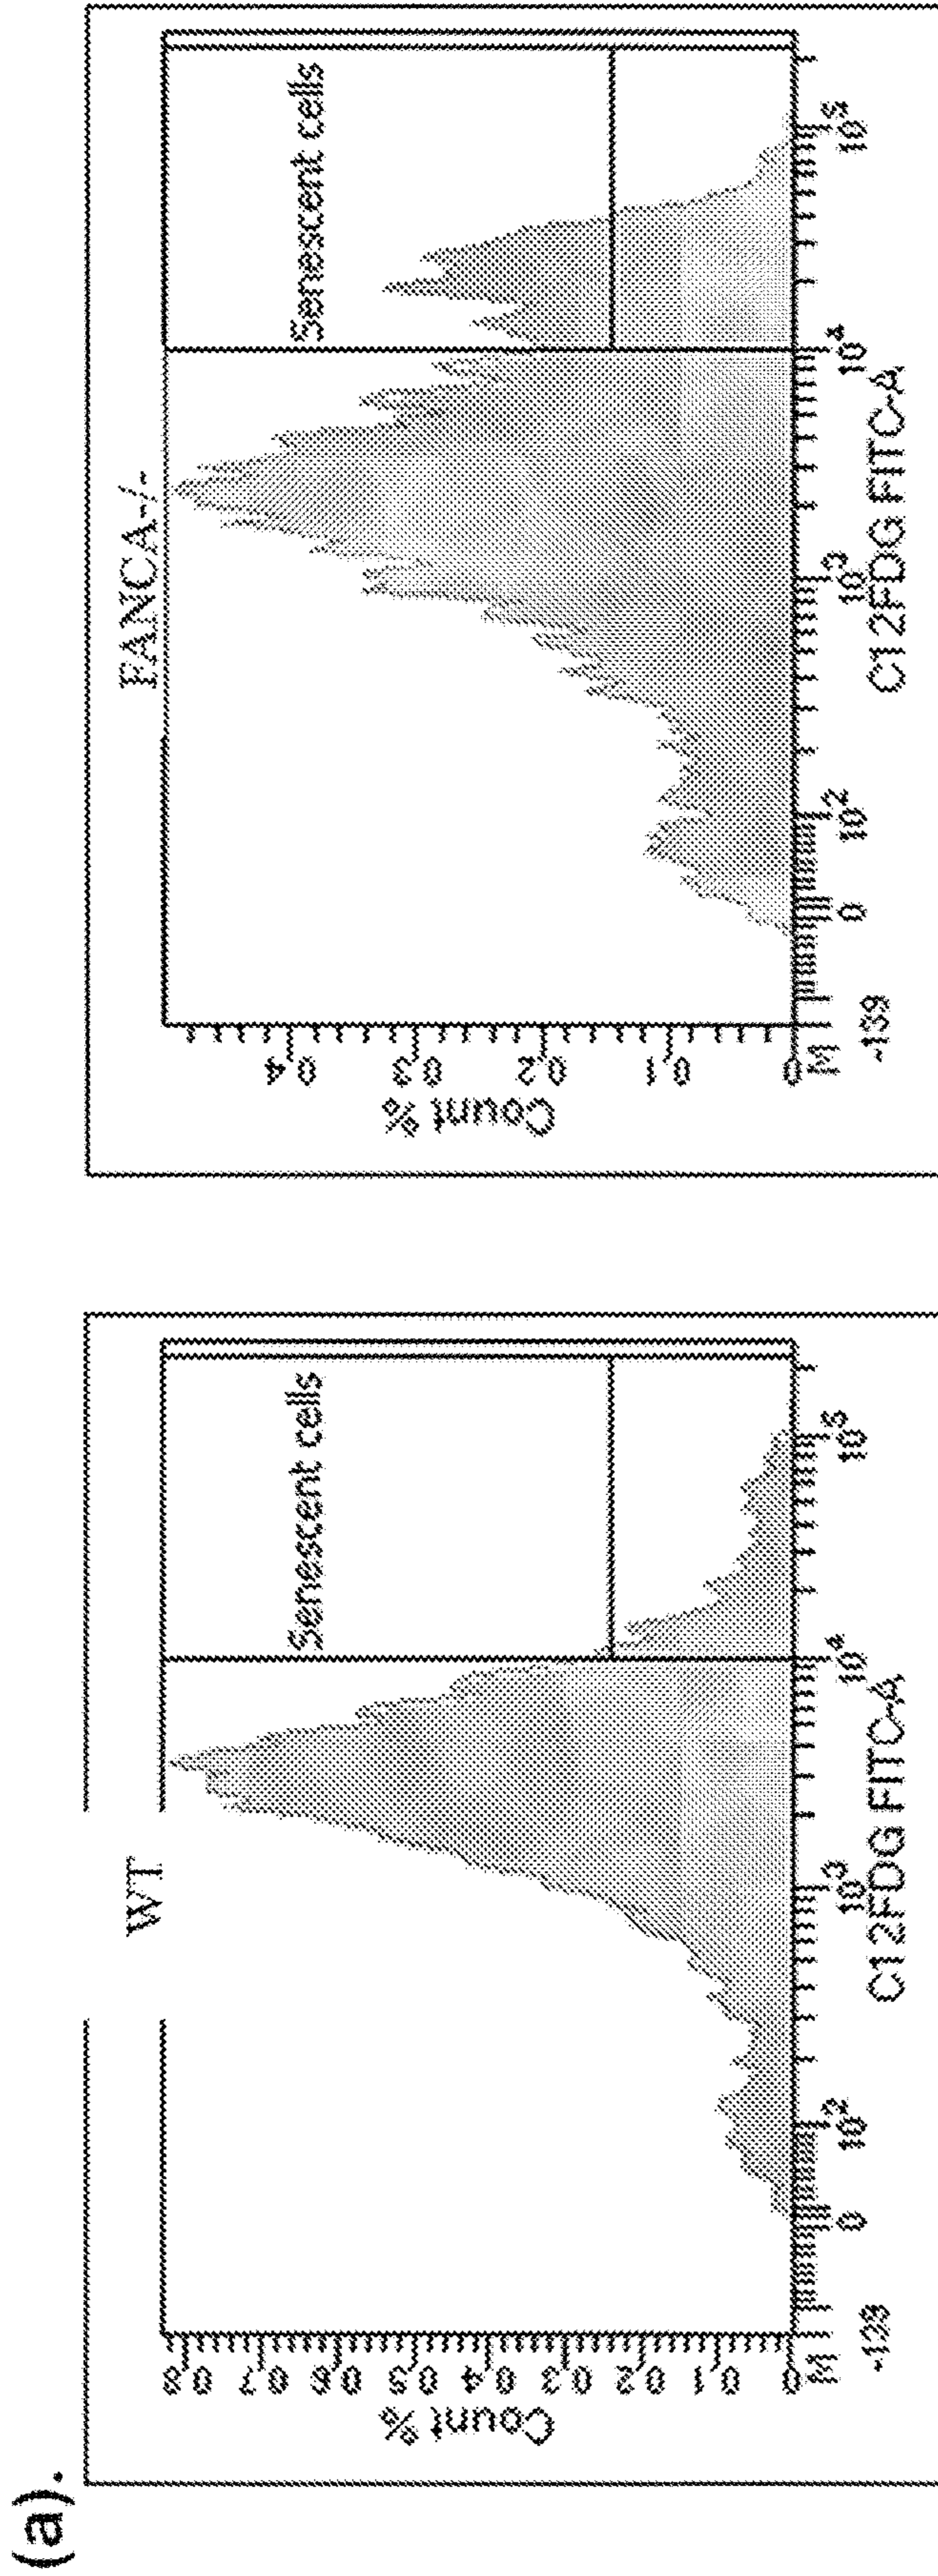 (a).
WT
Senescent cells
Count %
0.8
0.7
0.6
0.5
0.4
0.3
0.2
0.1
0
-128
0
10^2
10^3
10^4
10^5
C12FDG FITC-A
FANCA-/-
Senescent cells
Count %
0.4
0.3
0.2
0.1
0
-139
0
10^2
10^3
10^4
10^5
C12FDG FITC-A